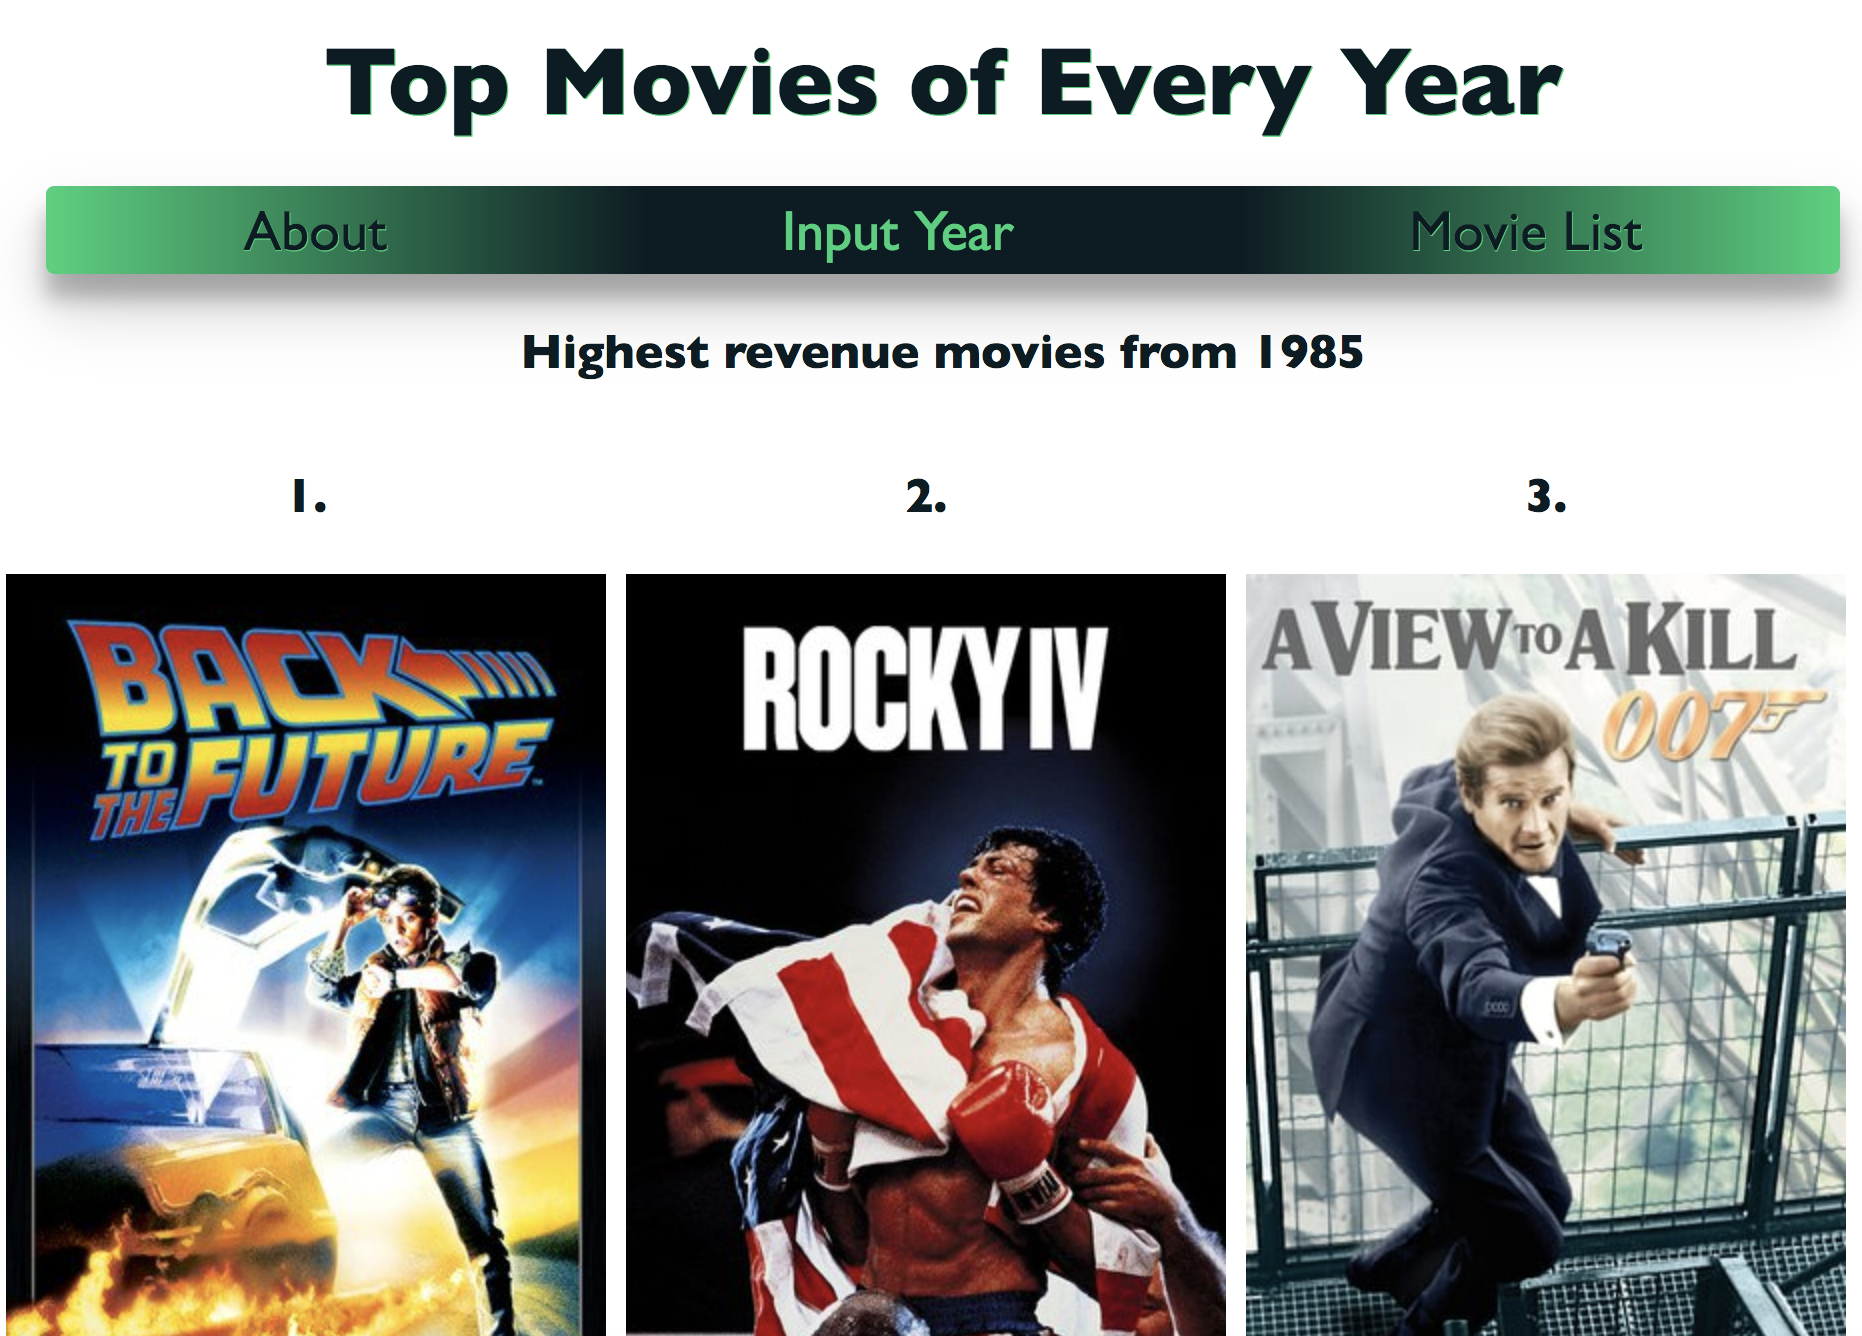 Top Movies of Every Year
About
Input Year
Movie List
Highest revenue movies from 1985
1.
2.
3.
BACK
TO
THE FUTURE
ROCKY IV
A VIEW TO A KILL
007